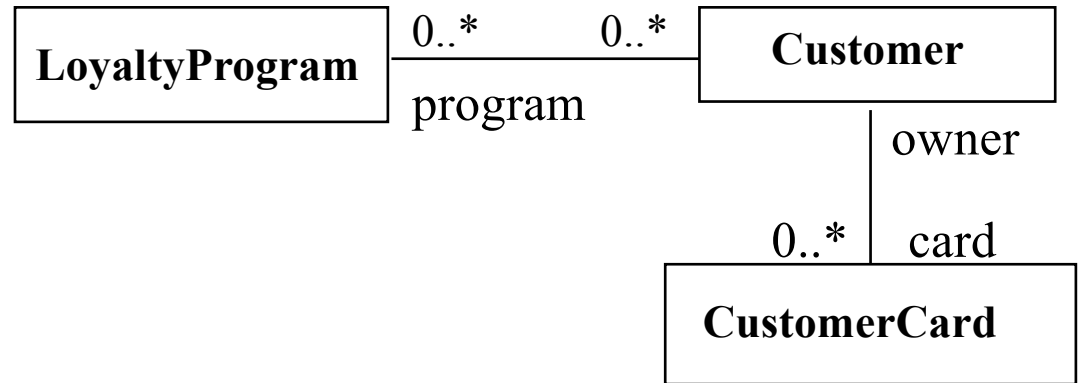 LoyaltyProgram
0..*
0..*
program
Customer
owner
0..*
card
CustomerCard